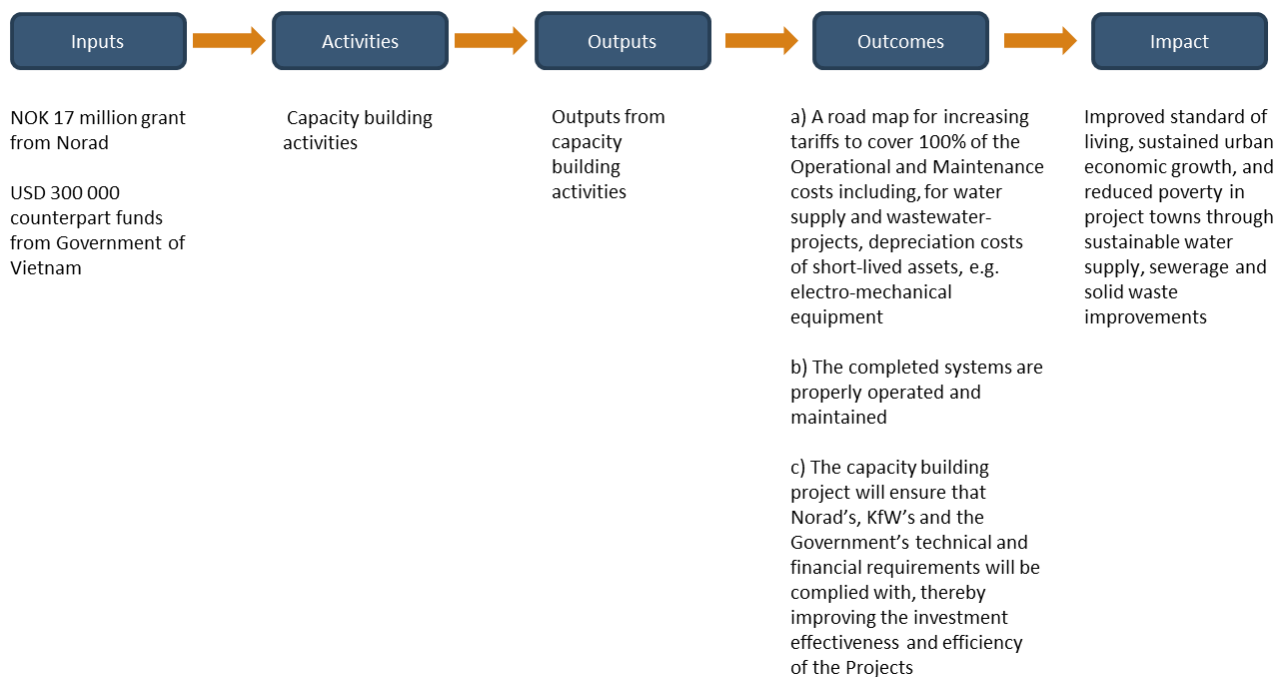 Inputs
Activities
Outputs
Outcomes
Impact
NOK 17 million grant
from Norad
USD 300 000
counterpart funds
from Government of
Vietnam
Capacity building
activities
Outputs from
capacity
building
activities
a) A road map for increasing
tariffs to cover 100% of the
Operational and Maintenance
costs including, for water
supply and wastewater-
projects, depreciation costs
of short-lived assets, e.g.
electro-mechanical
equipment
b) The completed systems are
properly operated and
maintained
c) The capacity building
project will ensure that
Norad’s, KfW’s and the
Government’s technical and
financial requirements will be
complied with, thereby
improving the investment
effectiveness and efficiency
of the Projects
Improved standard of
living, sustained urban
economic growth, and
reduced poverty in
project towns through
sustainable water
supply, sewerage and
solid waste
improvements